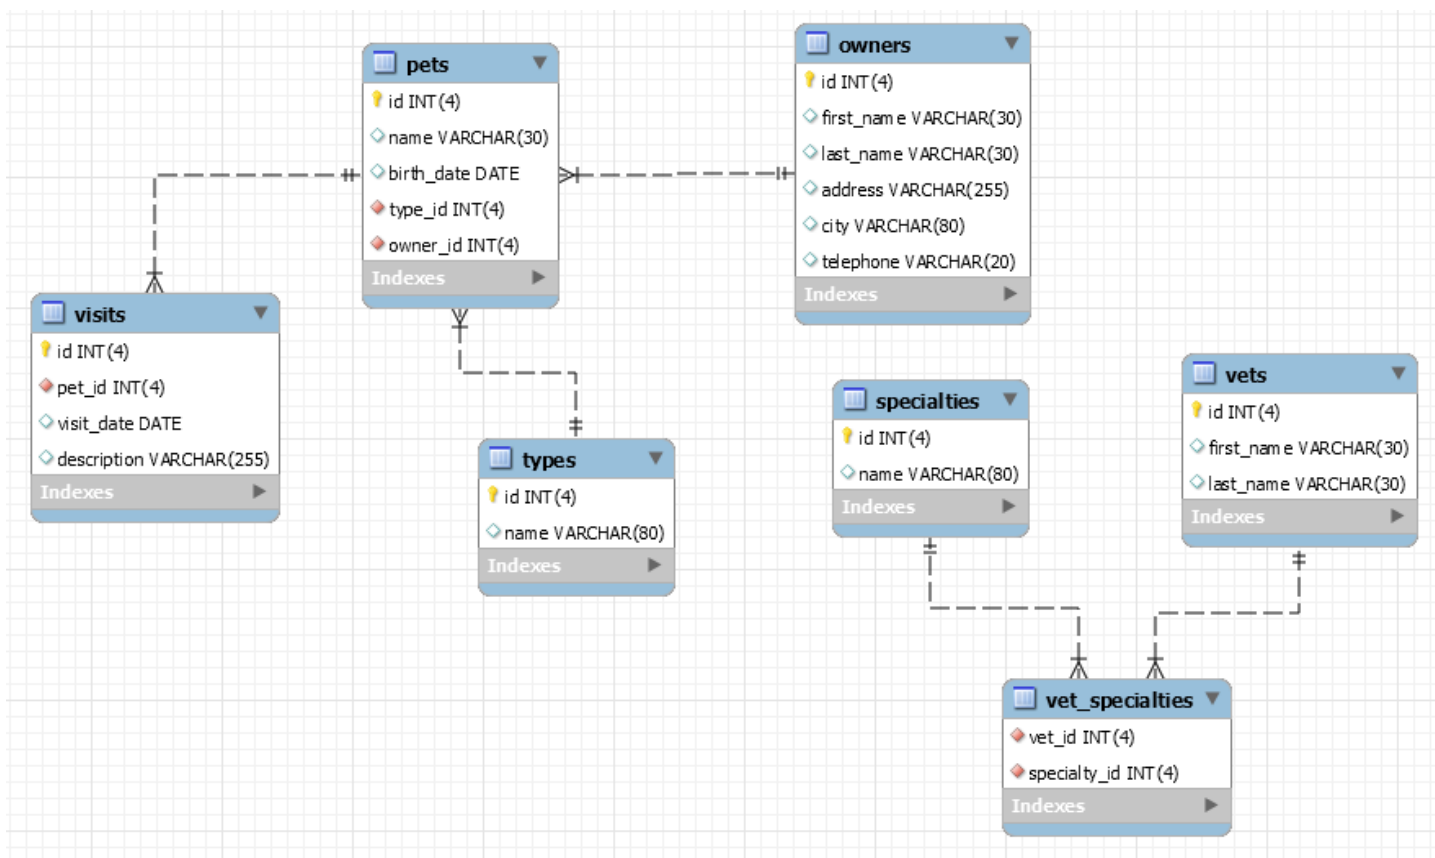 pets
id INT(4)
name VARCHAR(30)
birth_date DATE
type_id INT(4)
owner_id INT(4)
Indexes
owners
id INT(4)
first_name VARCHAR(30)
last_name VARCHAR(30)
address VARCHAR(255)
city VARCHAR(80)
telephone VARCHAR(20)
Indexes
visits
id INT(4)
pet_id INT(4)
visit_date DATE
description VARCHAR(255)
Indexes
types
id INT(4)
name VARCHAR(80)
Indexes
specialties
id INT(4)
name VARCHAR(80)
Indexes
vets
id INT(4)
first_name VARCHAR(30)
last_name VARCHAR(30)
Indexes
vet_specialties
vet_id INT(4)
specialty_id INT(4)
Indexes